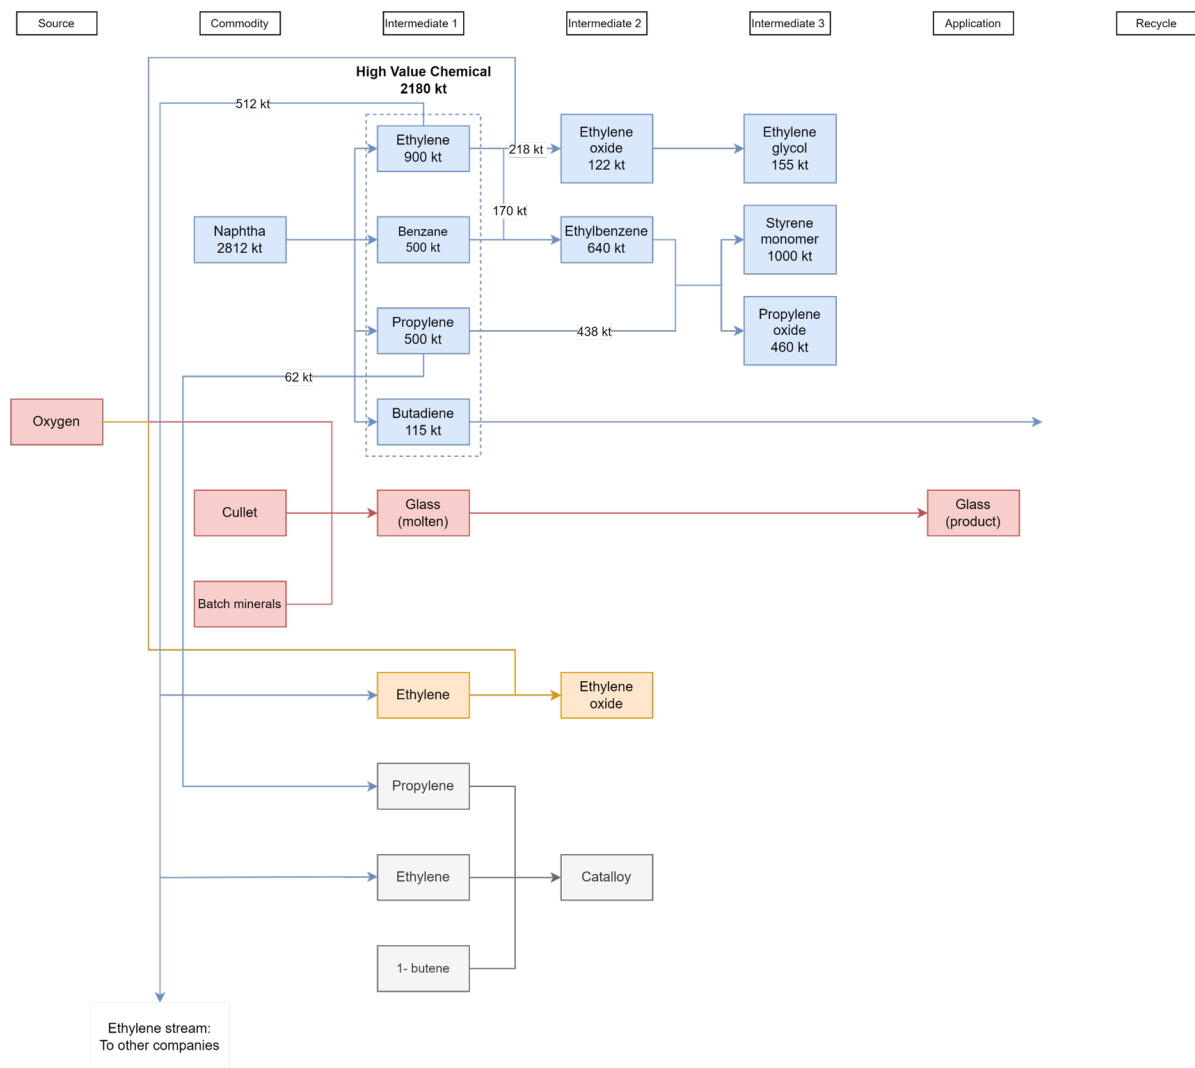 Source
Commodity
Intermediate 1
Intermediate 2
Intermediate 3
Application
Recycle
High Value Chemical
2180 kt
512 kt
Ethylene
900 kt
218 kt
Ethylene
oxide
122 kt
Ethylene
glycol
155 kt
170 kt
Naphtha
2812 kt
Benzane
500 kt
Ethylbenzene
640 kt
Styrene
monomer
1000 kt
Propylene
500 kt
438 kt
Propylene
oxide
460 kt
62 kt
Oxygen
Butadiene
115 kt
Cullet
Glass
(molten)
Glass
(product)
Batch minerals
Ethylene
Ethylene
oxide
Propylene
Ethylene
Catalloy
1- butene
Ethylene stream:
To other companies